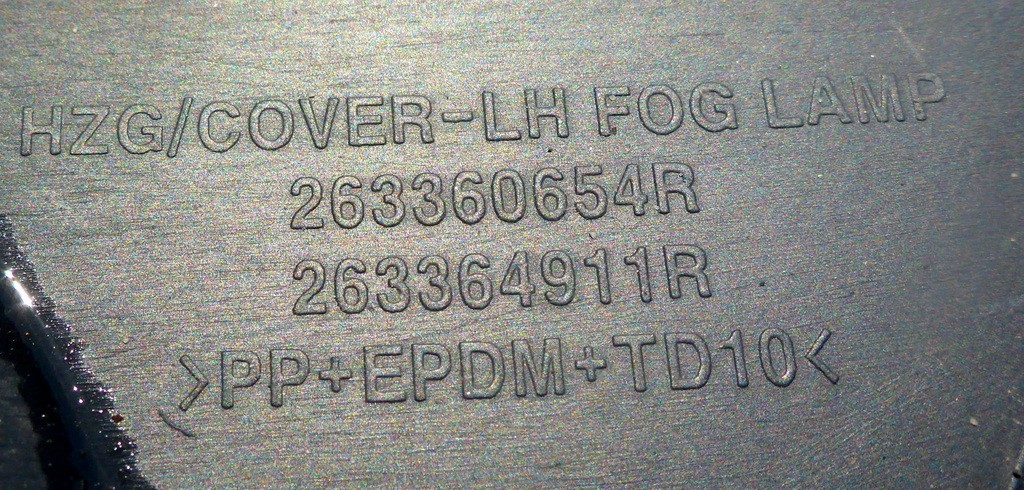 HZG/COVER-LH FOG LAMP
263360654R
263364911R
>PP+EPDM+TD10<